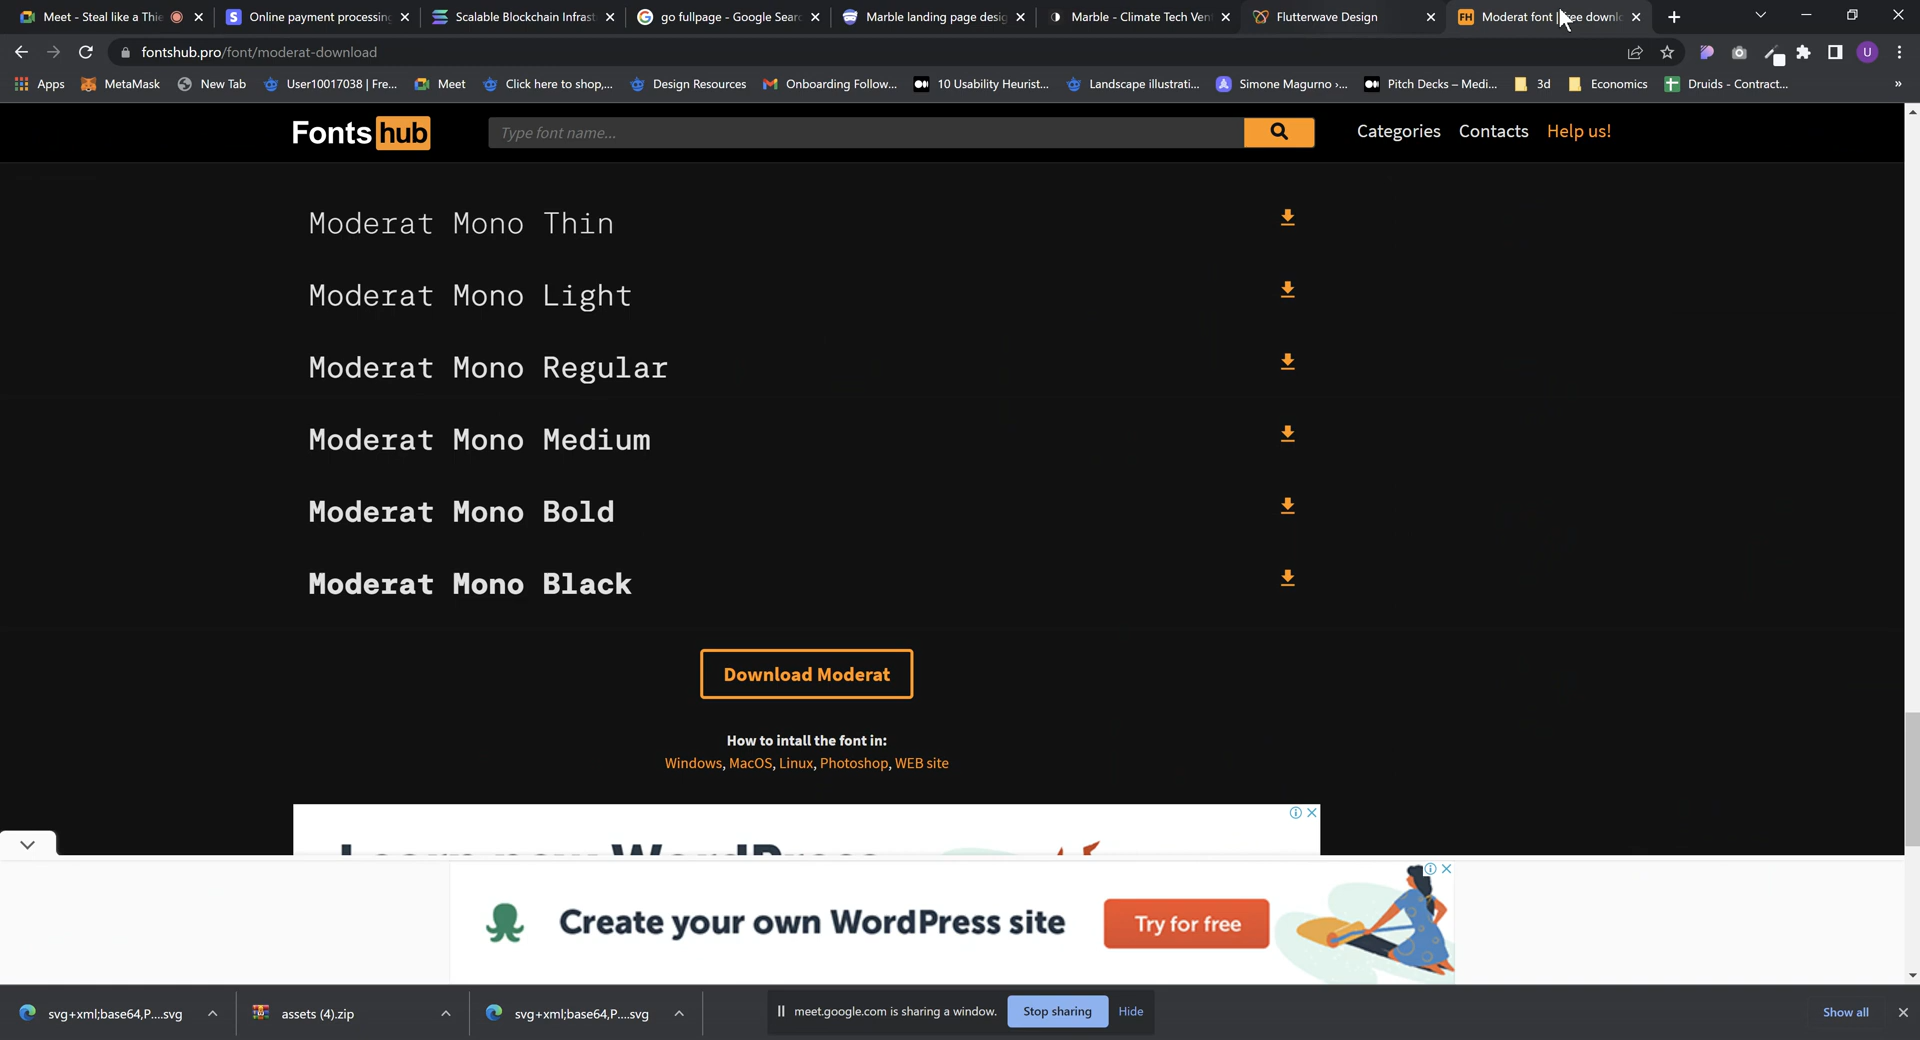 Meet - Steal like a Thie
Online payment processing
Scalable Blockchain Infrast
go fullpage - Google Searc
Marble landing page desig
Marble - Climate Tech Ven
Flutterwave Design
Moderat font | free downlo
fontshub.pro/font/moderat-download
U
Apps
MetaMask
New Tab
User10017038 | Fre...
Meet
Click here to shop,...
Design Resources
Onboarding Follow...
10 Usability Heurist...
Landscape illustrati...
Simone Magurno ›...
Pitch Decks – Medi...
3d
Economics
Druids - Contract...
»
Fonts hub
Type font name...
Categories
Contacts
Help us!
Moderat Mono Thin
Moderat Mono Light
Moderat Mono Regular
Moderat Mono Medium
Moderat Mono Bold
Moderat Mono Black
Download Moderat
How to intall the font in:
Windows, MacOS, Linux, Photoshop, WEB site
Create your own WordPress site
Try for free
svg+xml;base64,P....svg
assets (4).zip
svg+xml;base64,P....svg
meet.google.com is sharing a window.
Stop sharing
Hide
Show all